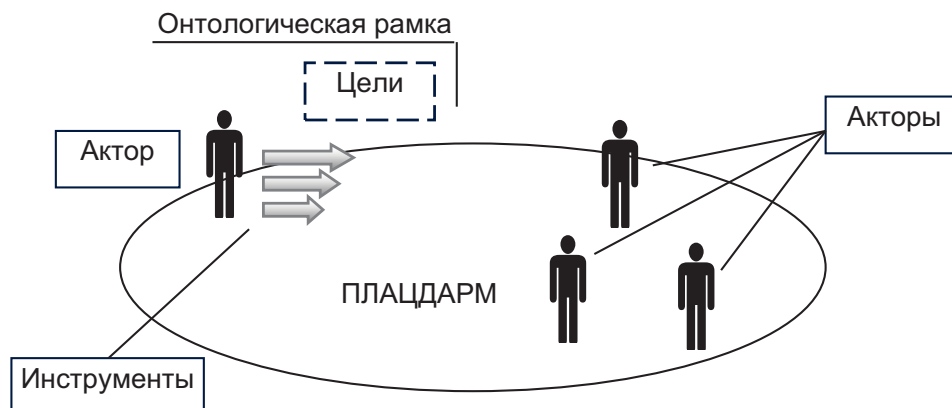 Онтологическая рамка
Цели
Актор
Акторы
ПЛАЦДАРМ
Инструменты